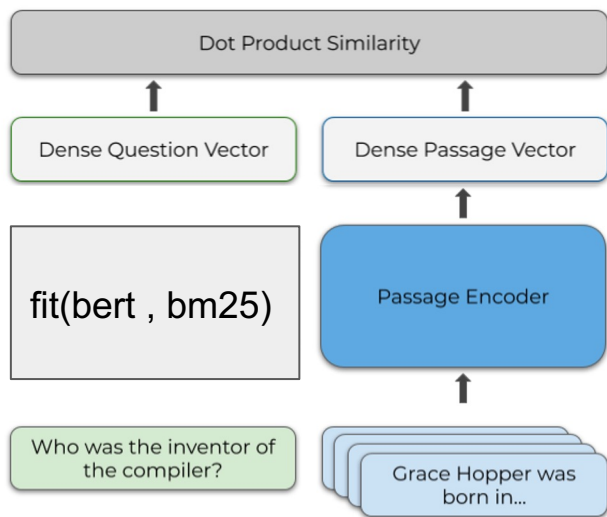 Dot Product Similarity
Dense Question Vector
Dense Passage Vector
fit(bert , bm25)
Passage Encoder
Who was the inventor of
the compiler?
Grace Hopper was
born in...